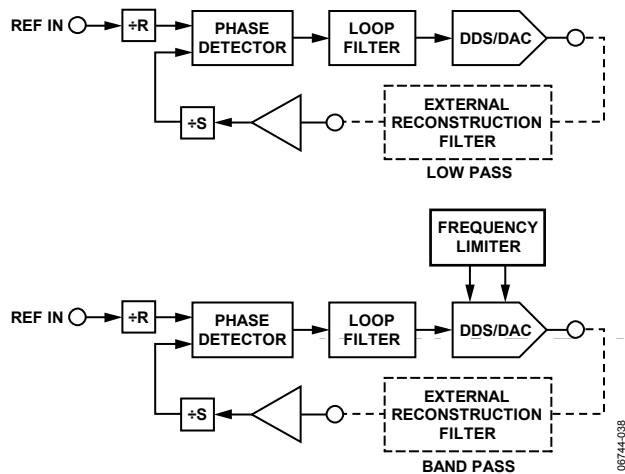 REF IN
÷R
PHASE
DETECTOR
LOOP
FILTER
DDS/DAC
÷S
EXTERNAL
RECONSTRUCTION
FILTER
LOW PASS
FREQUENCY
LIMITER
REF IN
÷R
PHASE
DETECTOR
LOOP
FILTER
DDS/DAC
÷S
EXTERNAL
RECONSTRUCTION
FILTER
BAND PASS
06744-038